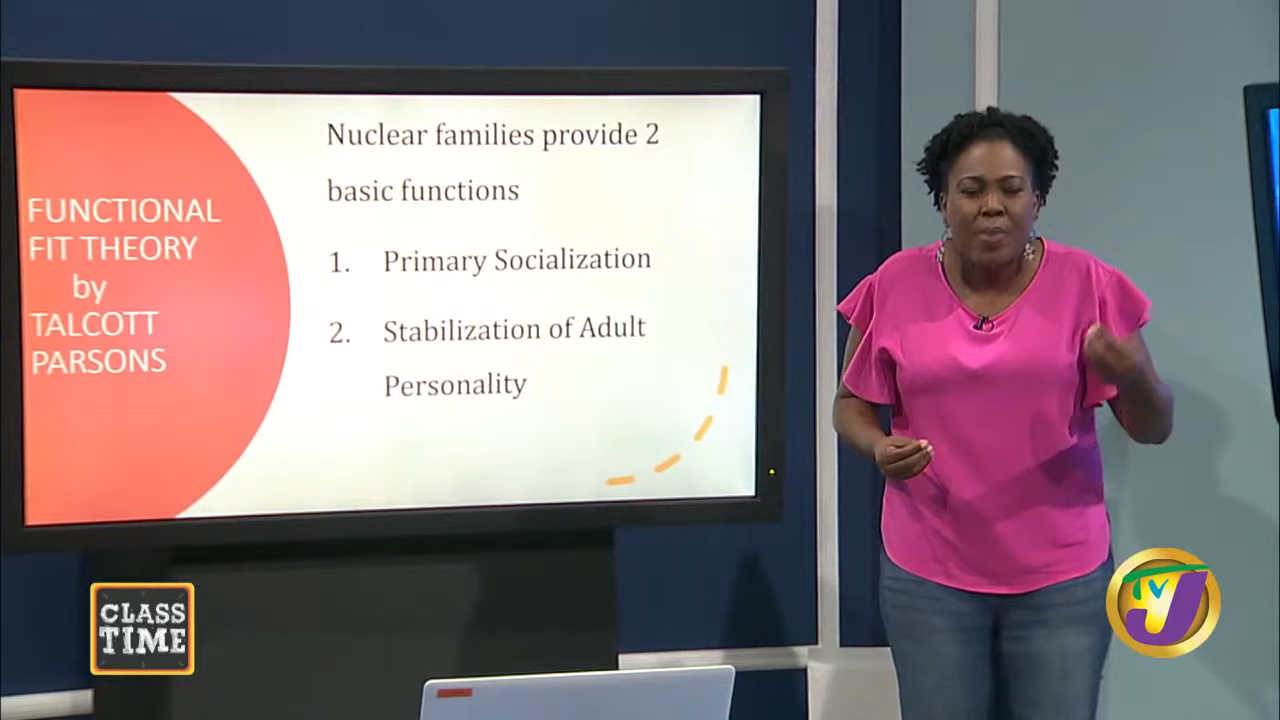 FUNCTIONAL
FIT THEORY
by
TALCOTT
PARSONS
Nuclear families provide 2
basic functions
1. Primary Socialization
2. Stabilization of Adult
Personality
CLASS
TIME
TVJ